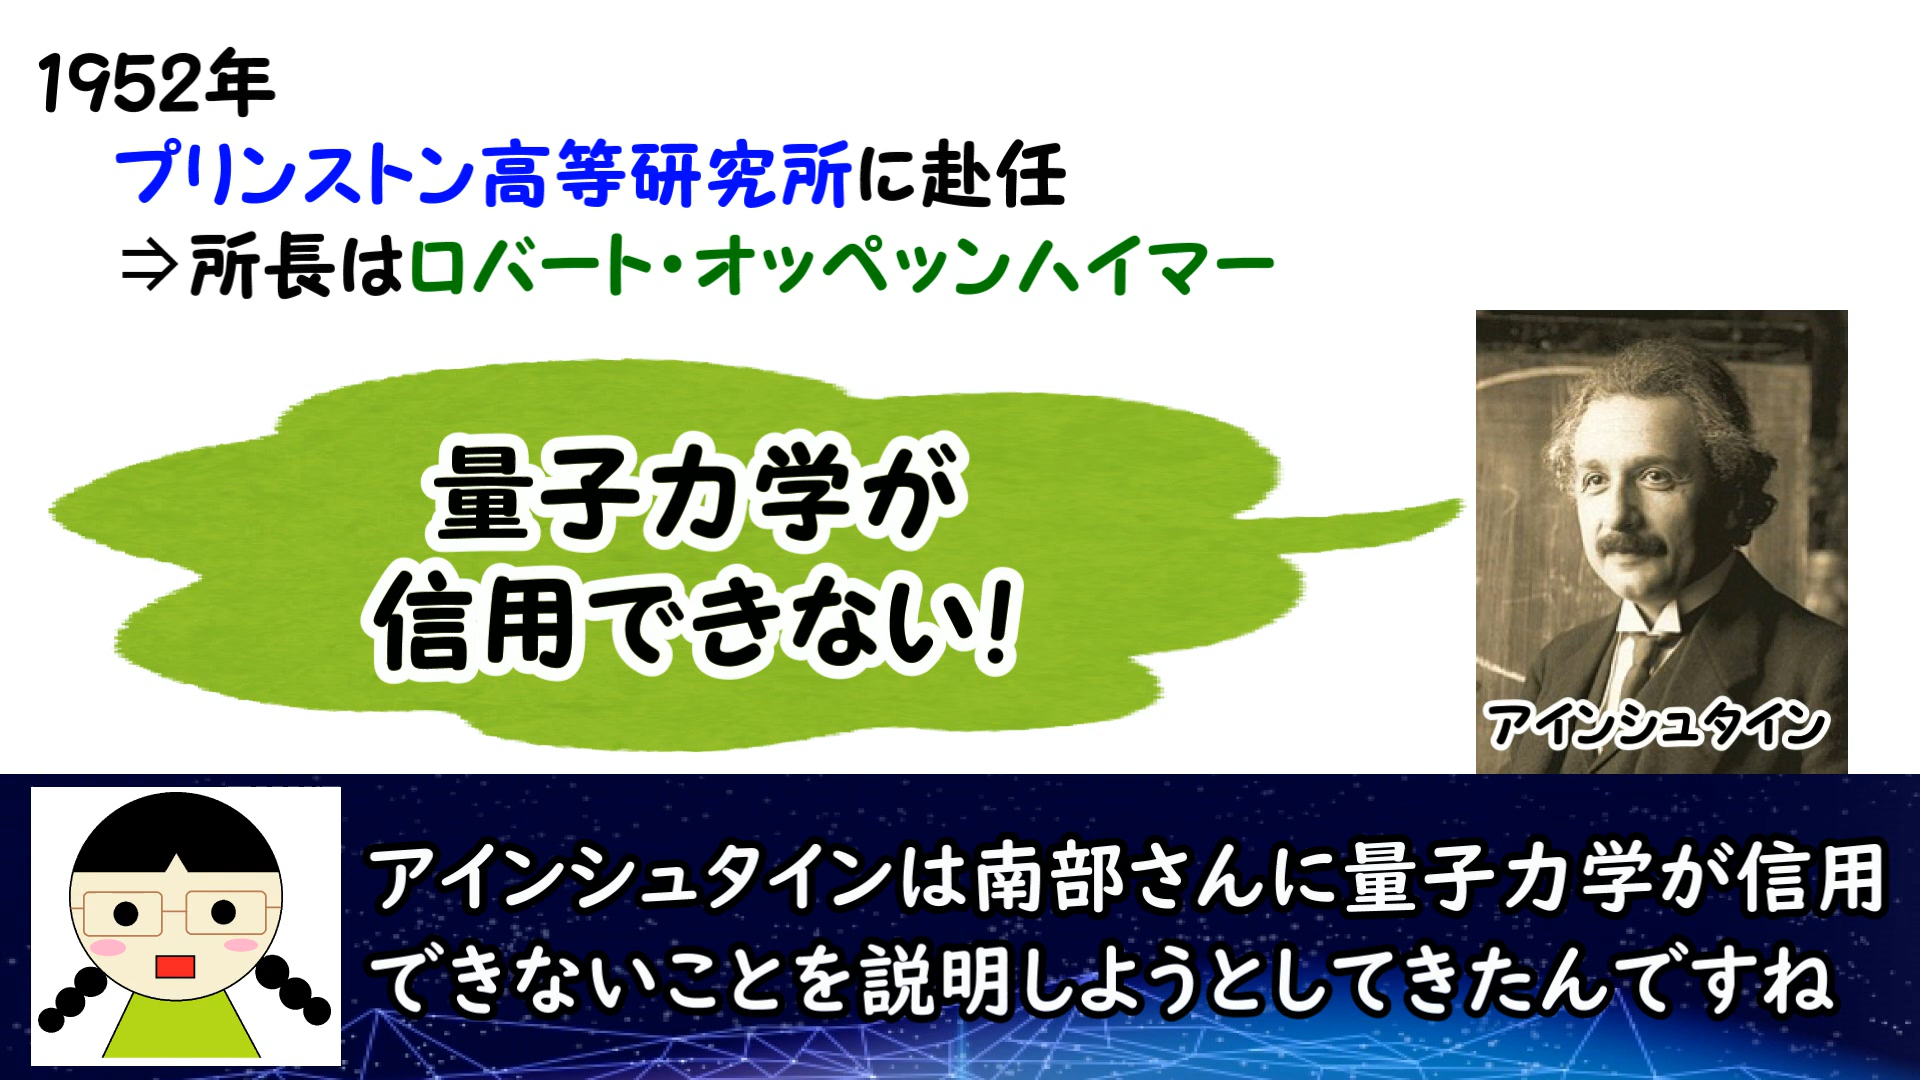 1952年
プリンストン高等研究所に赴任
⇒所長はロバート・オッペッンハイマー
量子力学が
信用できない!
アインシュタイン
アインシュタインは南部さんに量子力学が信用
できないことを説明しようとしてきたんですね